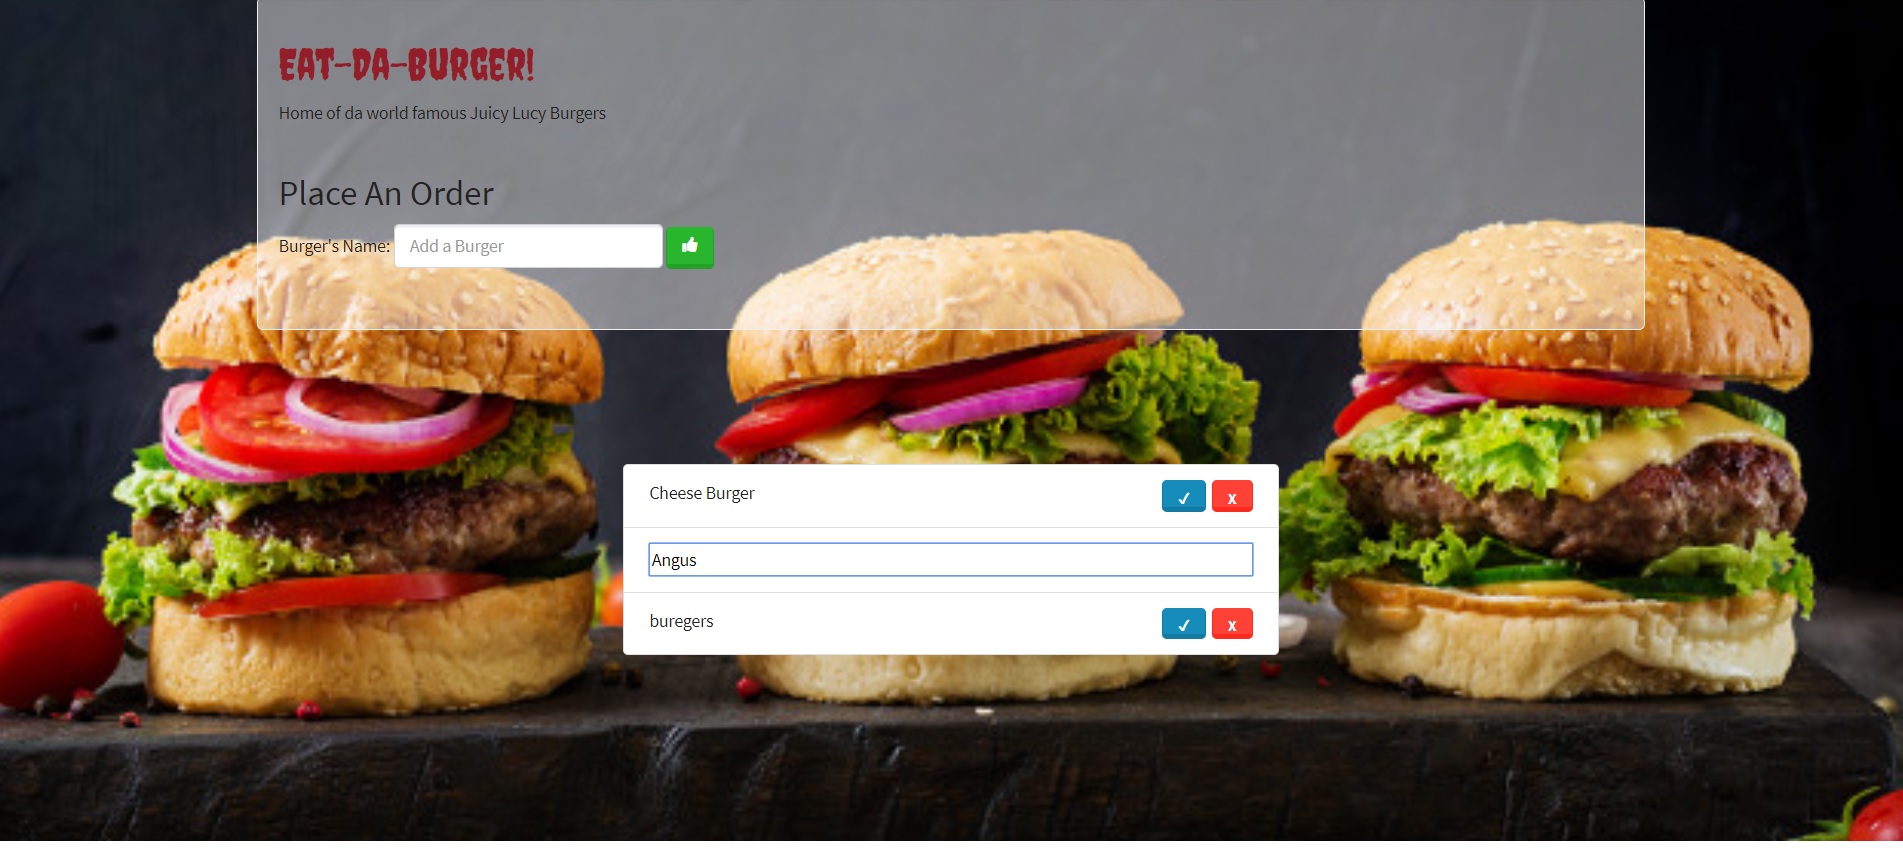 EAT-DA-BURGER!
Home of da world famous Juicy Lucy Burgers
Place An Order
Burger's Name: Add a Burger
Cheese Burger ✓ x
Angus
buregers ✓ x